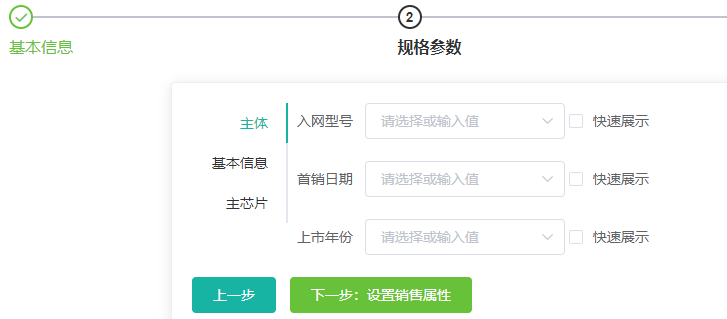 2
基本信息
规格参数
主体
入网型号 请选择或输入值 快速展示
基本信息
首销日期 请选择或输入值 快速展示
主芯片
上市年份 请选择或输入值 快速展示
上一步 下一步：设置销售属性